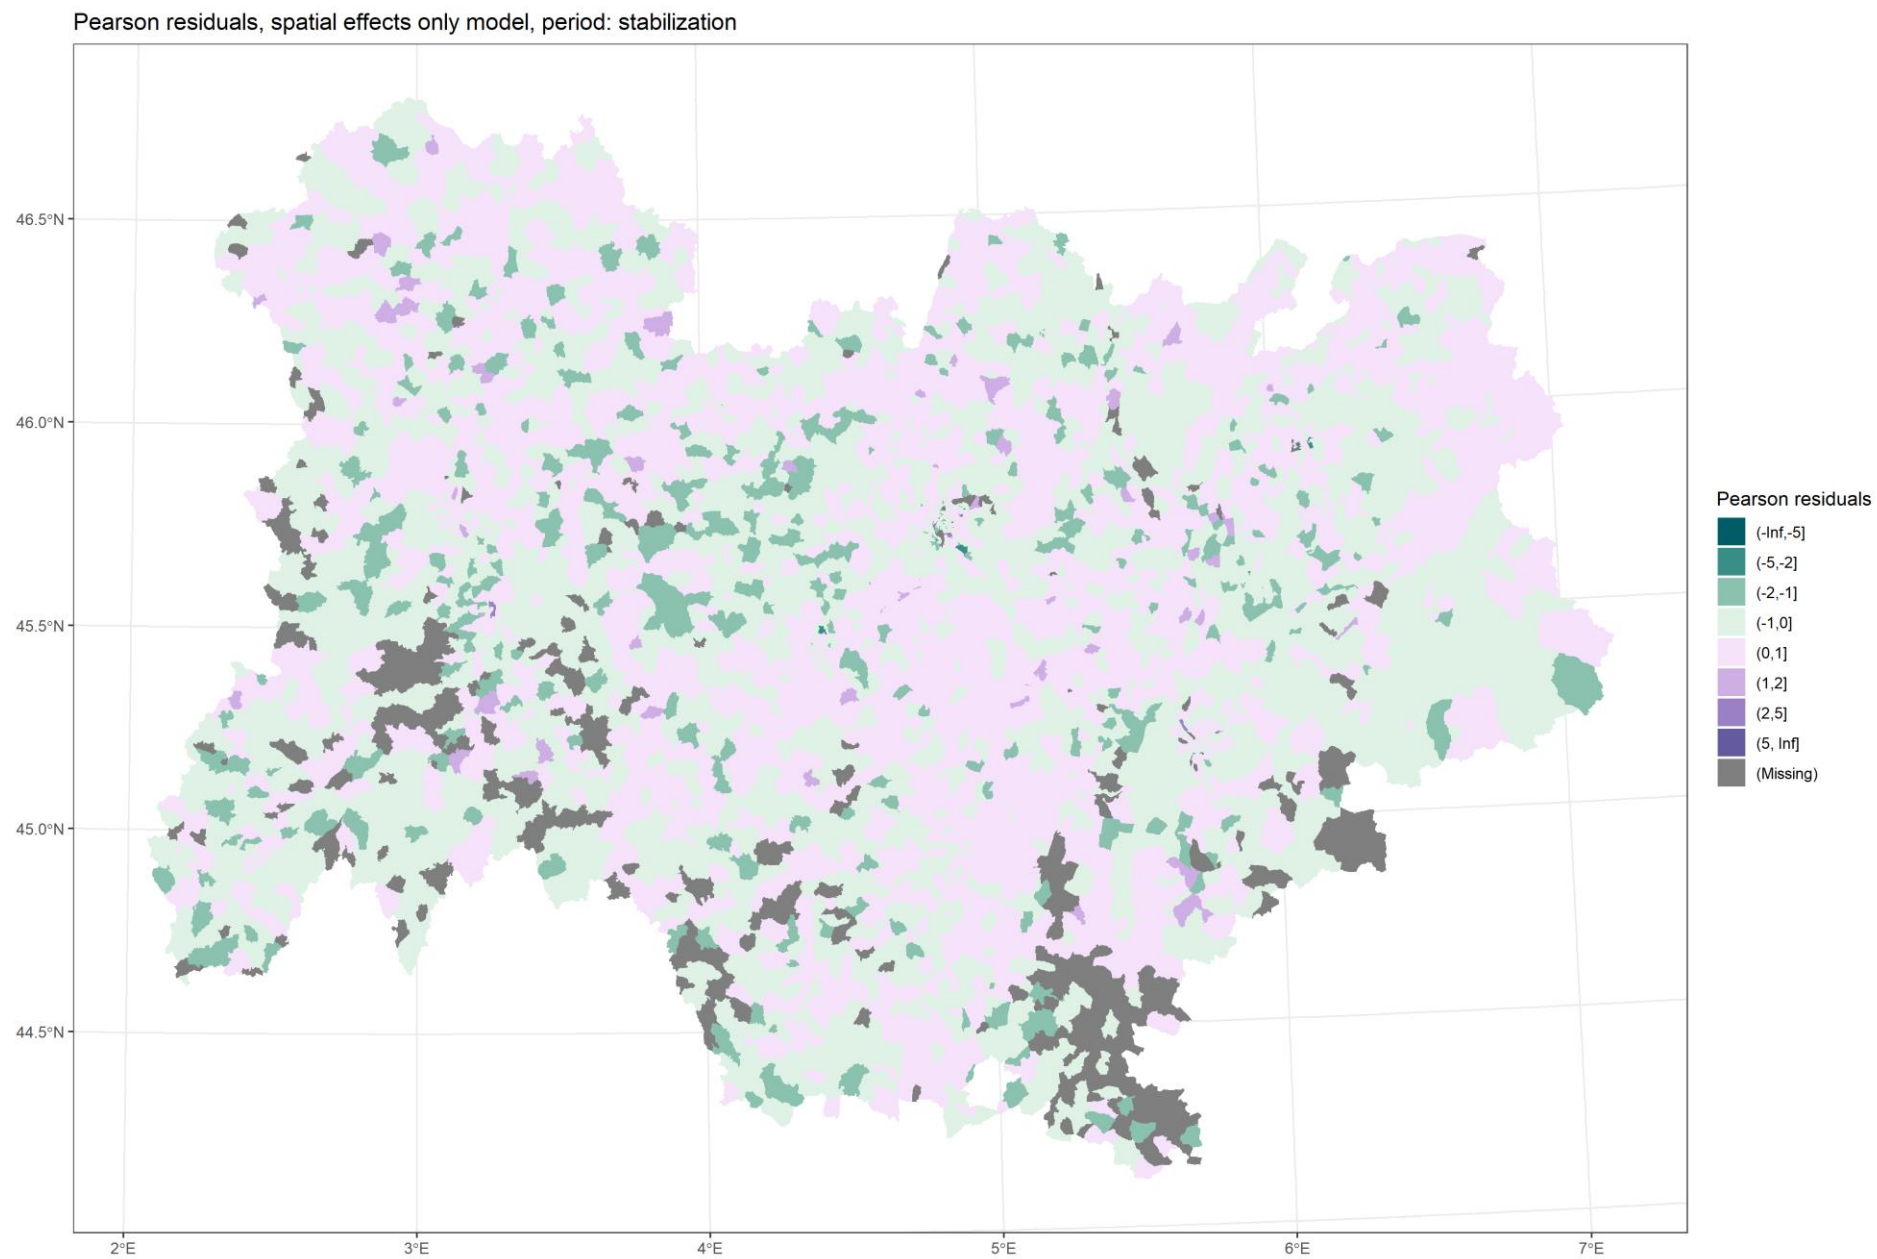 Pearson residuals, spatial effects only model, period: stabilization
46.5°N
46.0°N
45.5°N
45.0°N
44.5°N
2°E
3°E
4°E
5°E
6°E
7°E
Pearson residuals
(-Inf,-5]
(-5,-2]
(-2,-1]
(-1,0]
(0,1]
(1,2]
(2,5]
(5, Inf]
(Missing)